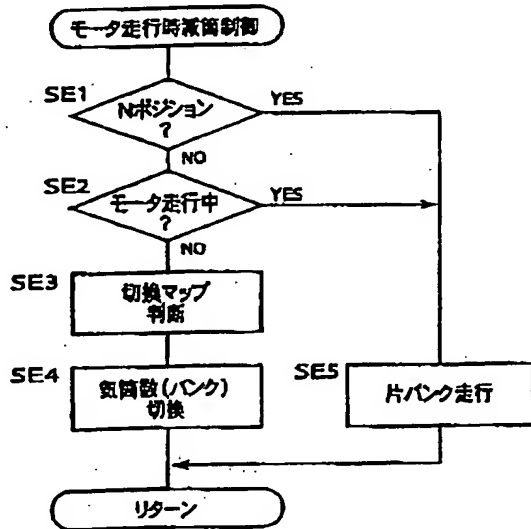 モータ走行時減筒制御
SE1
Nポジション
?
YES
NO
SE2
モータ走行中
?
YES
NO
SE3
切換マップ
判断
SE4
気筒数(バンク)
切換
SE5
片バンク走行
リターン